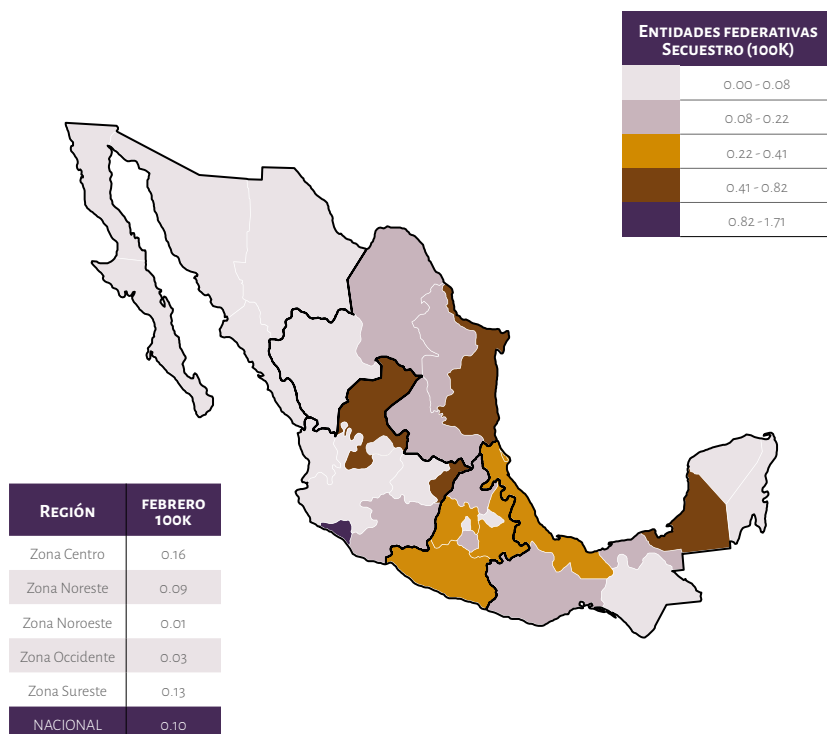 Entidades federativas
Secuestro (100K)
0.00 - 0.08
0.08 - 0.22
0.22 - 0.41
0.41 - 0.82
0.82 - 1.71
Región febrero 100k
Zona Centro 0.16
Zona Noreste 0.09
Zona Noroeste 0.01
Zona Occidente 0.03
Zona Sureste 0.13
NACIONAL 0.10